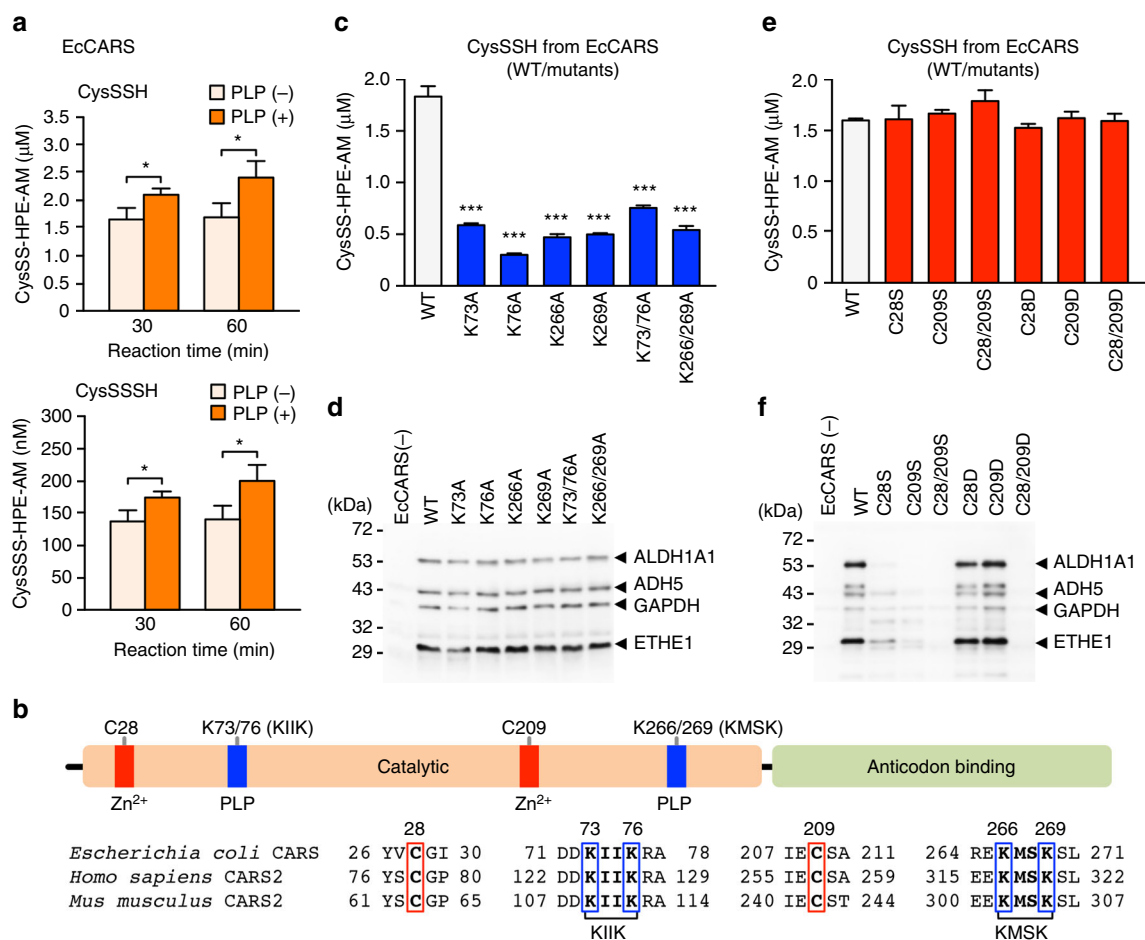 a
EcCARS
CysSSH
PLP (–)
PLP (+)
CysSS-HPE-AM (μM)
3.5
3.0
2.5
2.0
1.5
1.0
0.5
0
*
*
30
60
Reaction time (min)
CysSSSH
PLP (–)
PLP (+)
CysSSS-HPE-AM (nM)
300
250
200
150
100
50
0
*
*
30
60
Reaction time (min)
c
CysSSH from EcCARS
(WT/mutants)
CysSS-HPE-AM (μM)
2.0
1.5
1.0
0.5
0
***
***
***
***
***
***
WT
K73A
K76A
K266A
K269A
K73/76A
K266/269A
d
EcCARS(–)
WT
K73A
K76A
K266A
K269A
K73/76A
K266/269A
(kDa)
72
53
43
32
29
ALDH1A1
ADH5
GAPDH
ETHE1
e
CysSSH from EcCARS
(WT/mutants)
CysSS-HPE-AM (μM)
2.0
1.5
1.0
0.5
0
WT
C28S
C209S
C28/209S
C28D
C209D
C28/209D
f
EcCARS (–)
WT
C28S
C209S
C28/209S
C28D
C209D
C28/209D
(kDa)
72
53
43
32
29
ALDH1A1
ADH5
GAPDH
ETHE1
b
C28 K73/76 (KIIK) C209 K266/269 (KMSK)
Catalytic Anticodon binding
Zn2+ PLP Zn2+ PLP
28 73 76 209 266 269
Escherichia coli CARS 26 YVCGI 30 71 DDKIIKRA 78 207 IECSA 211 264 REKMSKSL 271
Homo sapiens CARS2 76 YSCGP 80 122 DDKIIKRA 129 255 IECSA 259 315 EEKMSKSL 322
Mus musculus CARS2 61 YSCGP 65 107 DDKIIKRA 114 240 IECST 244 300 EEKMSKSL 307
KIIK KMSK